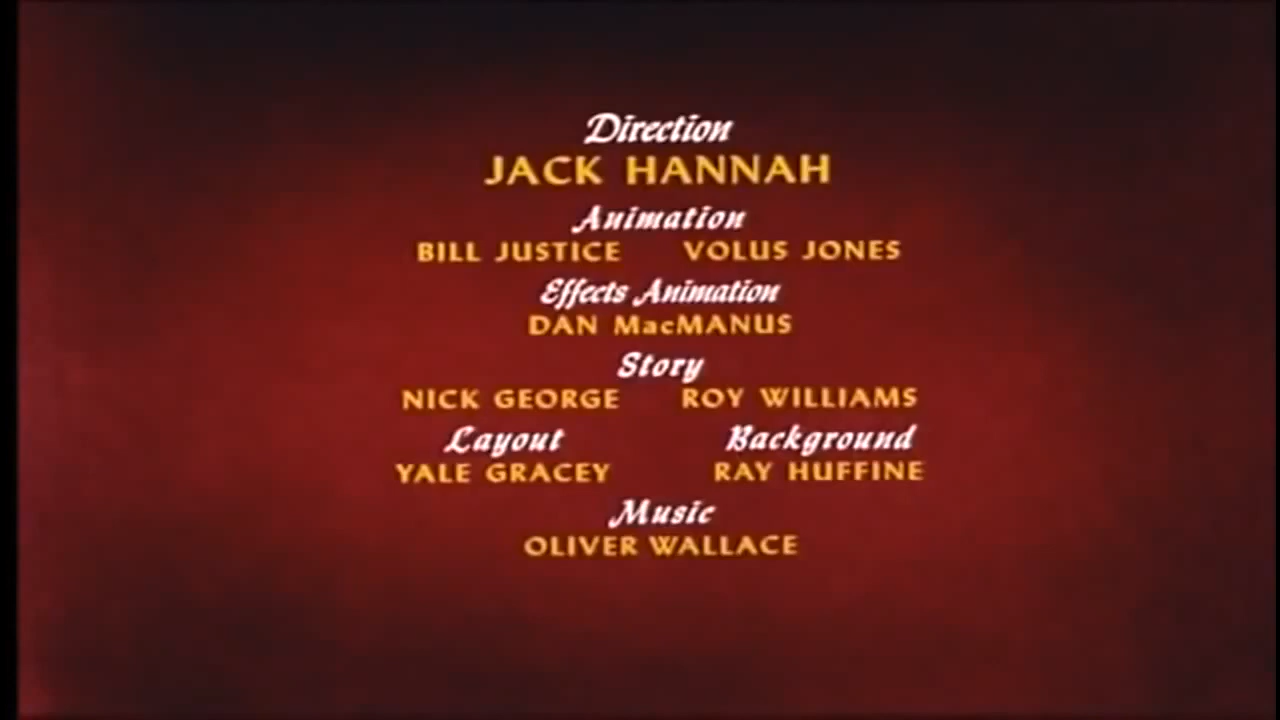 Direction
JACK HANNAH
Animation
BILL JUSTICE VOLUS JONES
Effects Animation
DAN MacMANUS
Story
NICK GEORGE ROY WILLIAMS
Layout Background
YALE GRACEY RAY HUFFINE
Music
OLIVER WALLACE